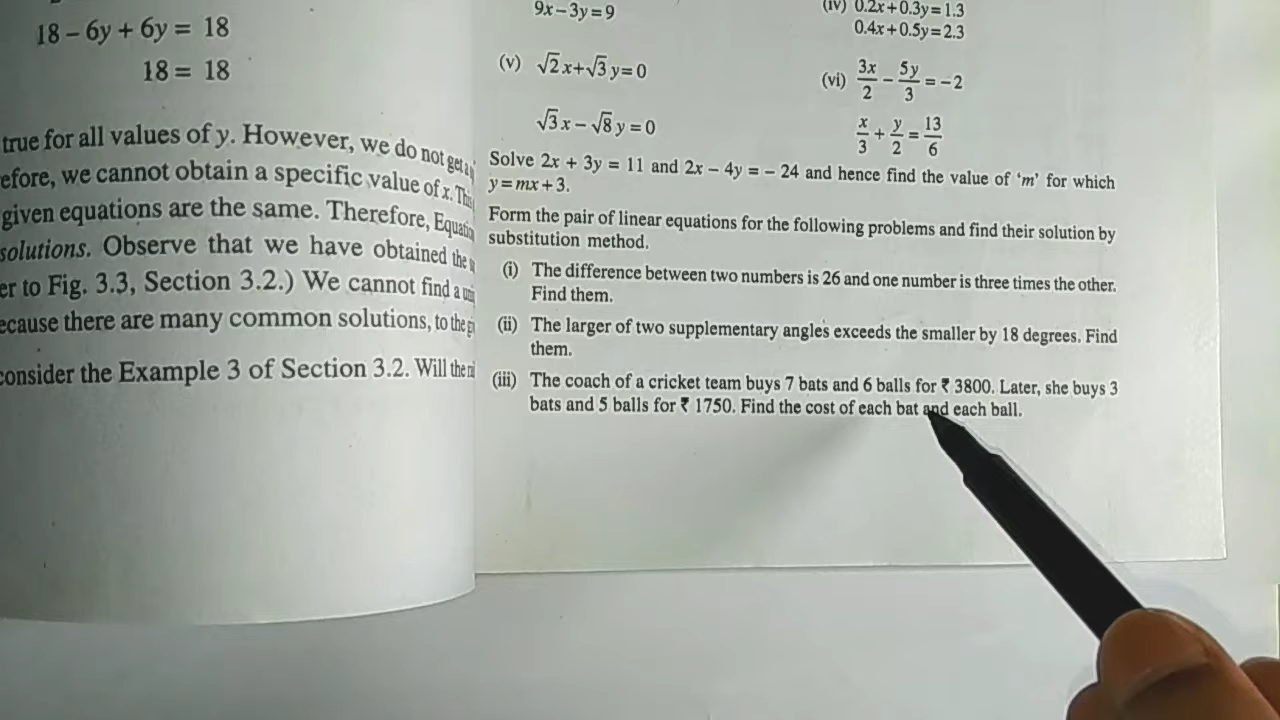 18 – 6y + 6y = 18
18 = 18
true for all values of y. However, we do not get
efore, we cannot obtain a specific value of x. This
given equations are the same. Therefore, Equatio
solutions. Observe that we have obtained the
er to Fig. 3.3, Section 3.2.) We cannot find a
ecause there are many common solutions, to the
consider the Example 3 of Section 3.2. Will the
9x – 3y = 9
(iv) 0.2x + 0.3y = 1.3
0.4x + 0.5y = 2.3
(v) √2 x + √3 y = 0
√3 x – √8 y = 0
(vi) 3x/2 – 5y/3 = – 2
x/3 + y/2 = 13/6
Solve 2x + 3y = 11 and 2x – 4y = – 24 and hence find the value of ‘m’ for which
y = mx + 3.
Form the pair of linear equations for the following problems and find their solution by
substitution method.
(i) The difference between two numbers is 26 and one number is three times the other.
Find them.
(ii) The larger of two supplementary angles exceeds the smaller by 18 degrees. Find
them.
(iii) The coach of a cricket team buys 7 bats and 6 balls for ₹ 3800. Later, she buys 3
bats and 5 balls for ₹ 1750. Find the cost of each bat and each ball.